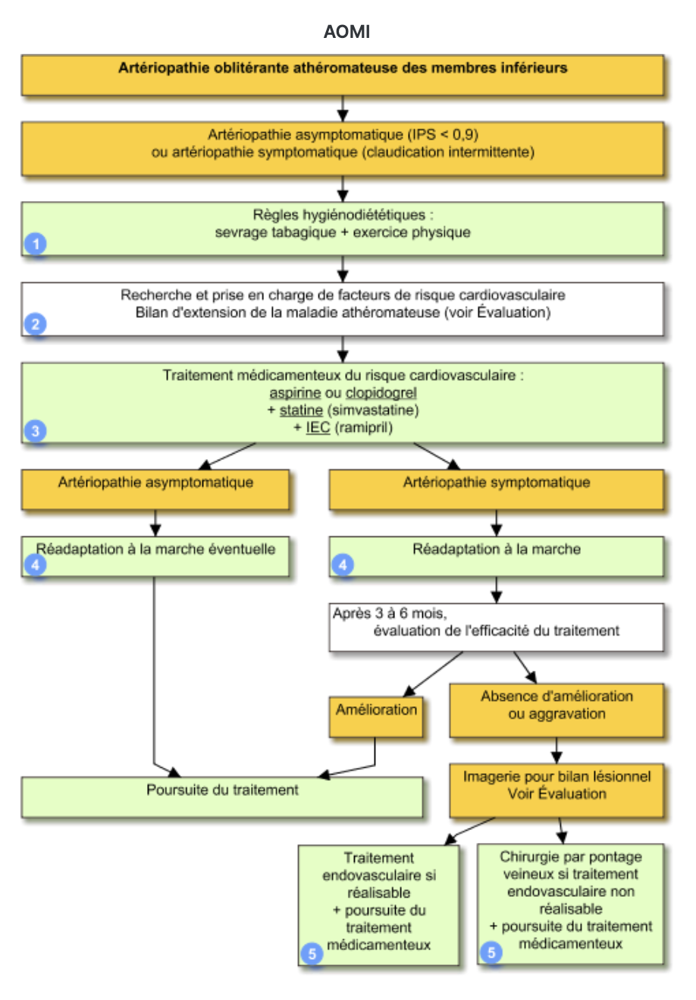 AOMI
Artériopathie oblitérante athéromateuse des membres inférieurs
Artériopathie asymptomatique (IPS < 0,9)
ou artériopathie symptomatique (claudication intermittente)
Règles hygiénodiététiques :
sevrage tabagique + exercice physique
1
Recherche et prise en charge de facteurs de risque cardiovasculaire
Bilan d'extension de la maladie athéromateuse (voir Évaluation)
2
Traitement médicamenteux du risque cardiovasculaire :
aspirine ou clopidogrel
+ statine (simvastatine)
+ IEC (ramipril)
3
Artériopathie asymptomatique
Artériopathie symptomatique
Réadaptation à la marche éventuelle
4
Réadaptation à la marche
4
Après 3 à 6 mois,
évaluation de l'efficacité du traitement
Amélioration
Absence d'amélioration
ou aggravation
Imagerie pour bilan lésionnel
Voir Évaluation
Poursuite du traitement
Traitement
endovasculaire si
réalisable
+ poursuite du
traitement
médicamenteux
5
Chirurgie par pontage
veineux si traitement
endovasculaire non
réalisable
+ poursuite du traitement
médicamenteux
5